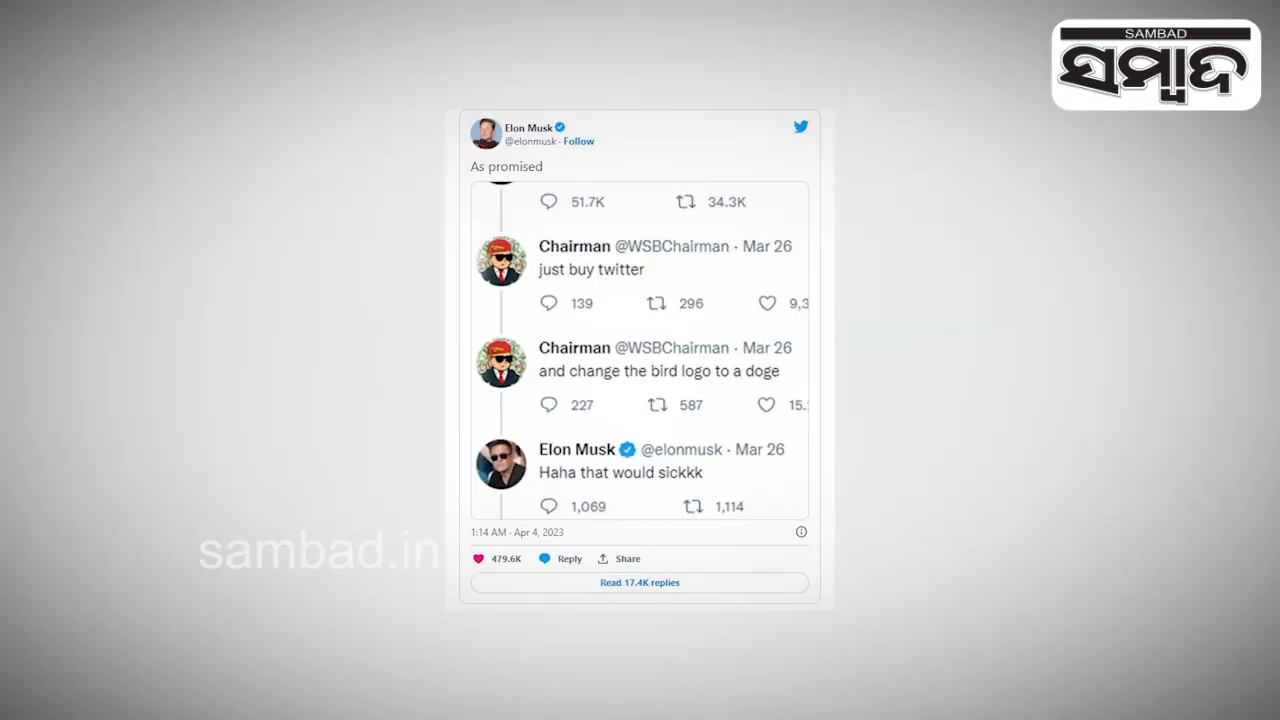 SAMBAD
ସମ୍ବାଦ
Elon Musk
@elonmusk · Follow
As promised
51.7K 34.3K
Chairman @WSBChairman · Mar 26
just buy twitter
139 296 9,3
Chairman @WSBChairman · Mar 26
and change the bird logo to a doge
227 587 15.
Elon Musk @elonmusk · Mar 26
Haha that would sickkk
1,069 1,114
sambad.in
1:14 AM · Apr 4, 2023
479.6K Reply Share
Read 17.4K replies